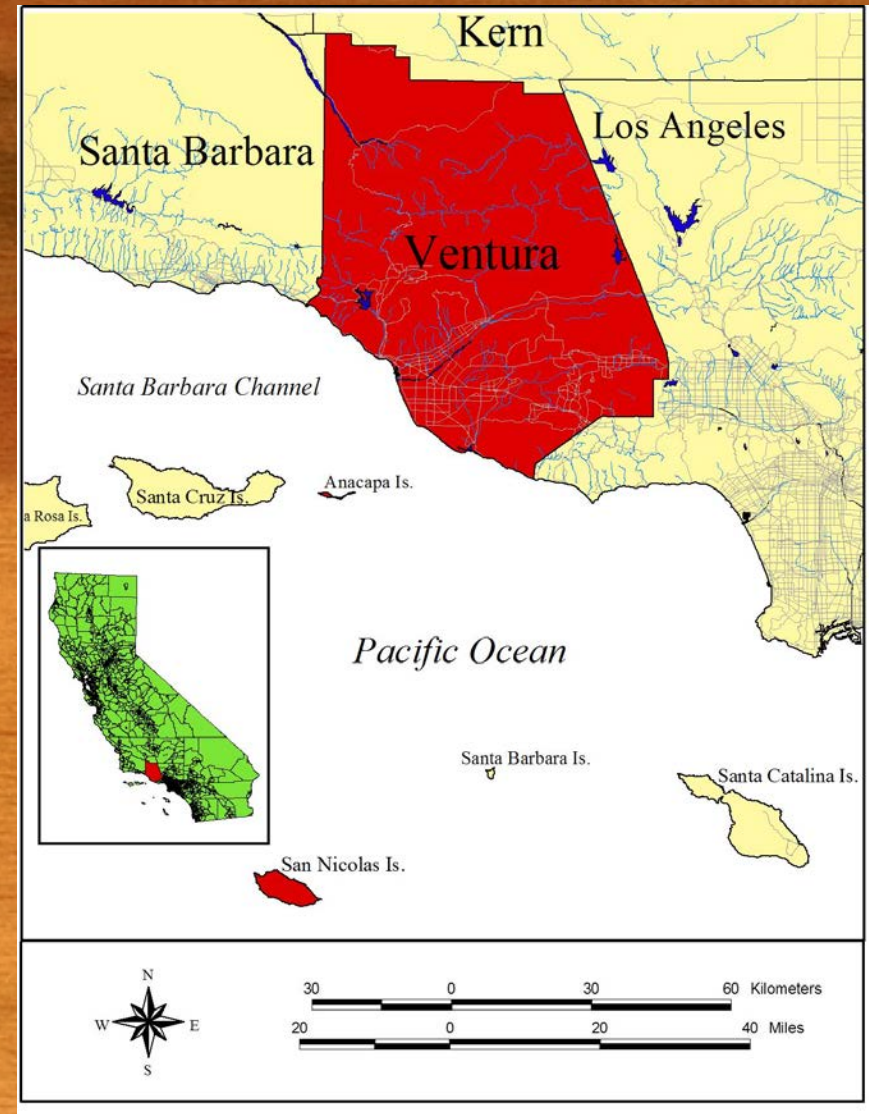 Kern
Los Angeles
Santa Barbara
Ventura
Santa Barbara Channel
Anacapa Is.
Santa Cruz Is.
a Rosa Is.
Pacific Ocean
Santa Barbara Is.
Santa Catalina Is.
San Nicolas Is.
N
W E
S
30 0 30 60 Kilometers
20 0 20 40 Miles